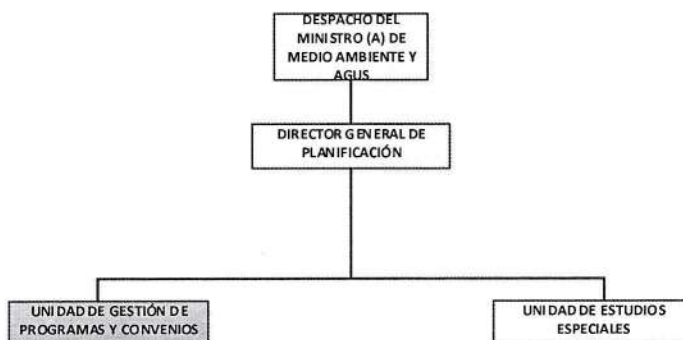 DESPACHO DEL
MINISTRO (A) DE
MEDIO AMBIENTE Y
AGUS
DIRECTOR GENERAL DE
PLANIFICACIÓN
UNIDAD DE GESTIÓN DE
PROGRAMAS Y CONVENIOS
UNIDAD DE ESTUDIOS
ESPECIALES